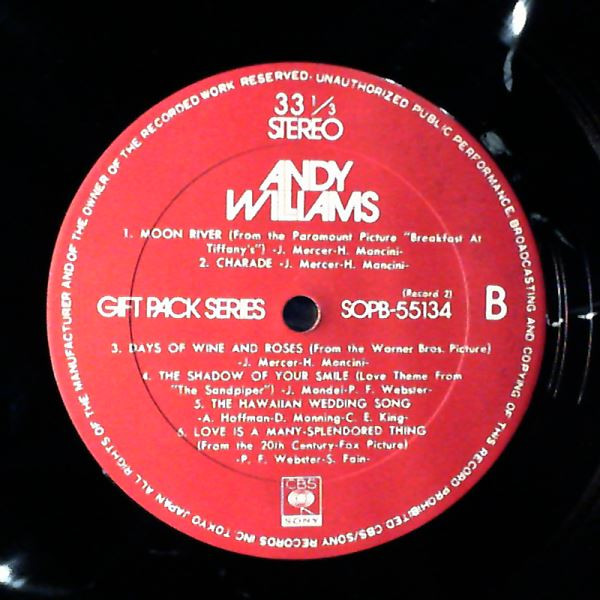 ALL RIGHTS OF THE MANUFACTURER AND OF THE OWNER OF THE RECORDED WORK RESERVED· UNAUTHORIZED PUBLIC PERFORMANCE, BROADCASTING AND COPYING OF THIS RECORD PROHIBITED CBS/SONY RECORDS INC. TOKYO JAPAN
33 1/3
STEREO
ANDY
WILLIAMS
1. MOON RIVER (From the Paramount Picture "Breakfast At
Tiffany's") -J. Mercer-H. Mancini-
2. CHARADE -J. Mercer-H. Mancini-
GIFT PACK SERIES
(Record 2)
SOPB-55134
B
3. DAYS OF WINE AND ROSES (From the Warner Bros. Picture)
-J. Mercer-H. Mancini-
4. THE SHADOW OF YOUR SMILE (Love Theme From
"The Sandpiper") -J. Mandel-P. F. Webster-
5. THE HAWAIIAN WEDDING SONG
-A. Hoffman-D. Manning-C. E. King-
6. LOVE IS A MANY-SPLENDORED THING
(From the 20th Century-Fox Picture)
-P. F. Webster-S. Fain-
CBS
SONY